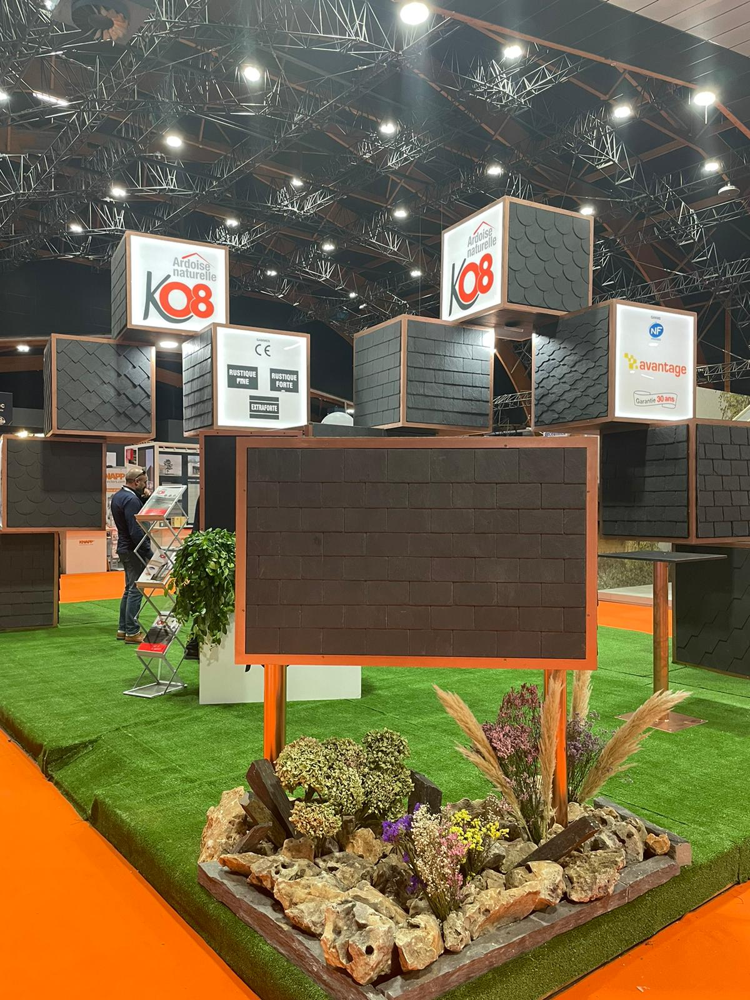 Ardoise
naturelle
KO8
Ardoise
naturelle
KO8
GAMMES
CE
RUSTIQUE
FINE
RUSTIQUE
FORTE
EXTRAFORTE
GAMME
NF
avantage
Garantie 30 ans
KNAPP
KO8